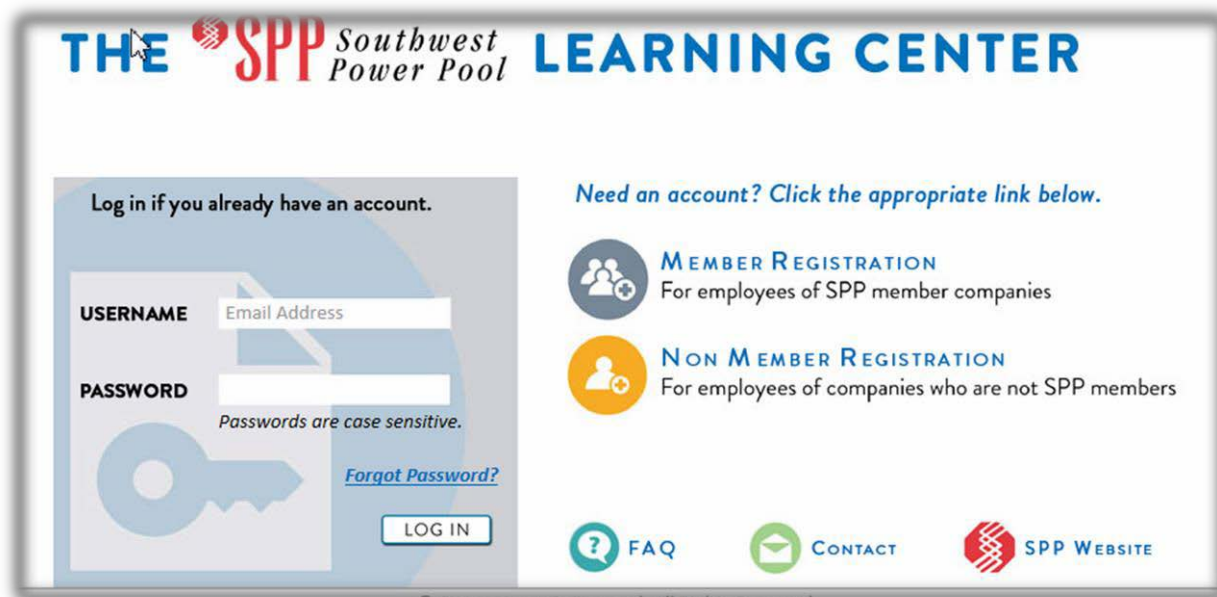 THE SPP Southwest Power Pool LEARNING CENTER
Log in if you already have an account.
USERNAME
Email Address
PASSWORD
Passwords are case sensitive.
Forgot Password?
LOG IN
Need an account? Click the appropriate link below.
MEMBER REGISTRATION
For employees of SPP member companies
NON MEMBER REGISTRATION
For employees of companies who are not SPP members
FAQ
CONTACT
SPP WEBSITE